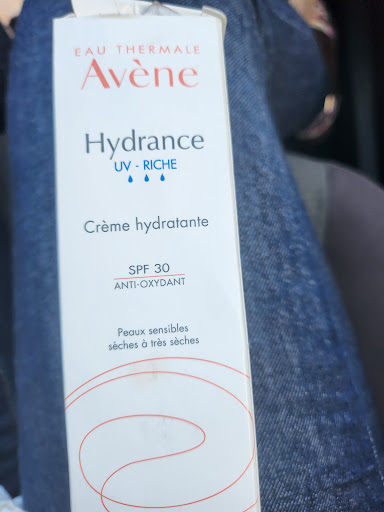 EAU THERMALE
Avène
Hydrance
UV - RICHE
Crème hydratante
SPF 30
ANTI-OXYDANT
Peaux sensibles
sèches à très sèches